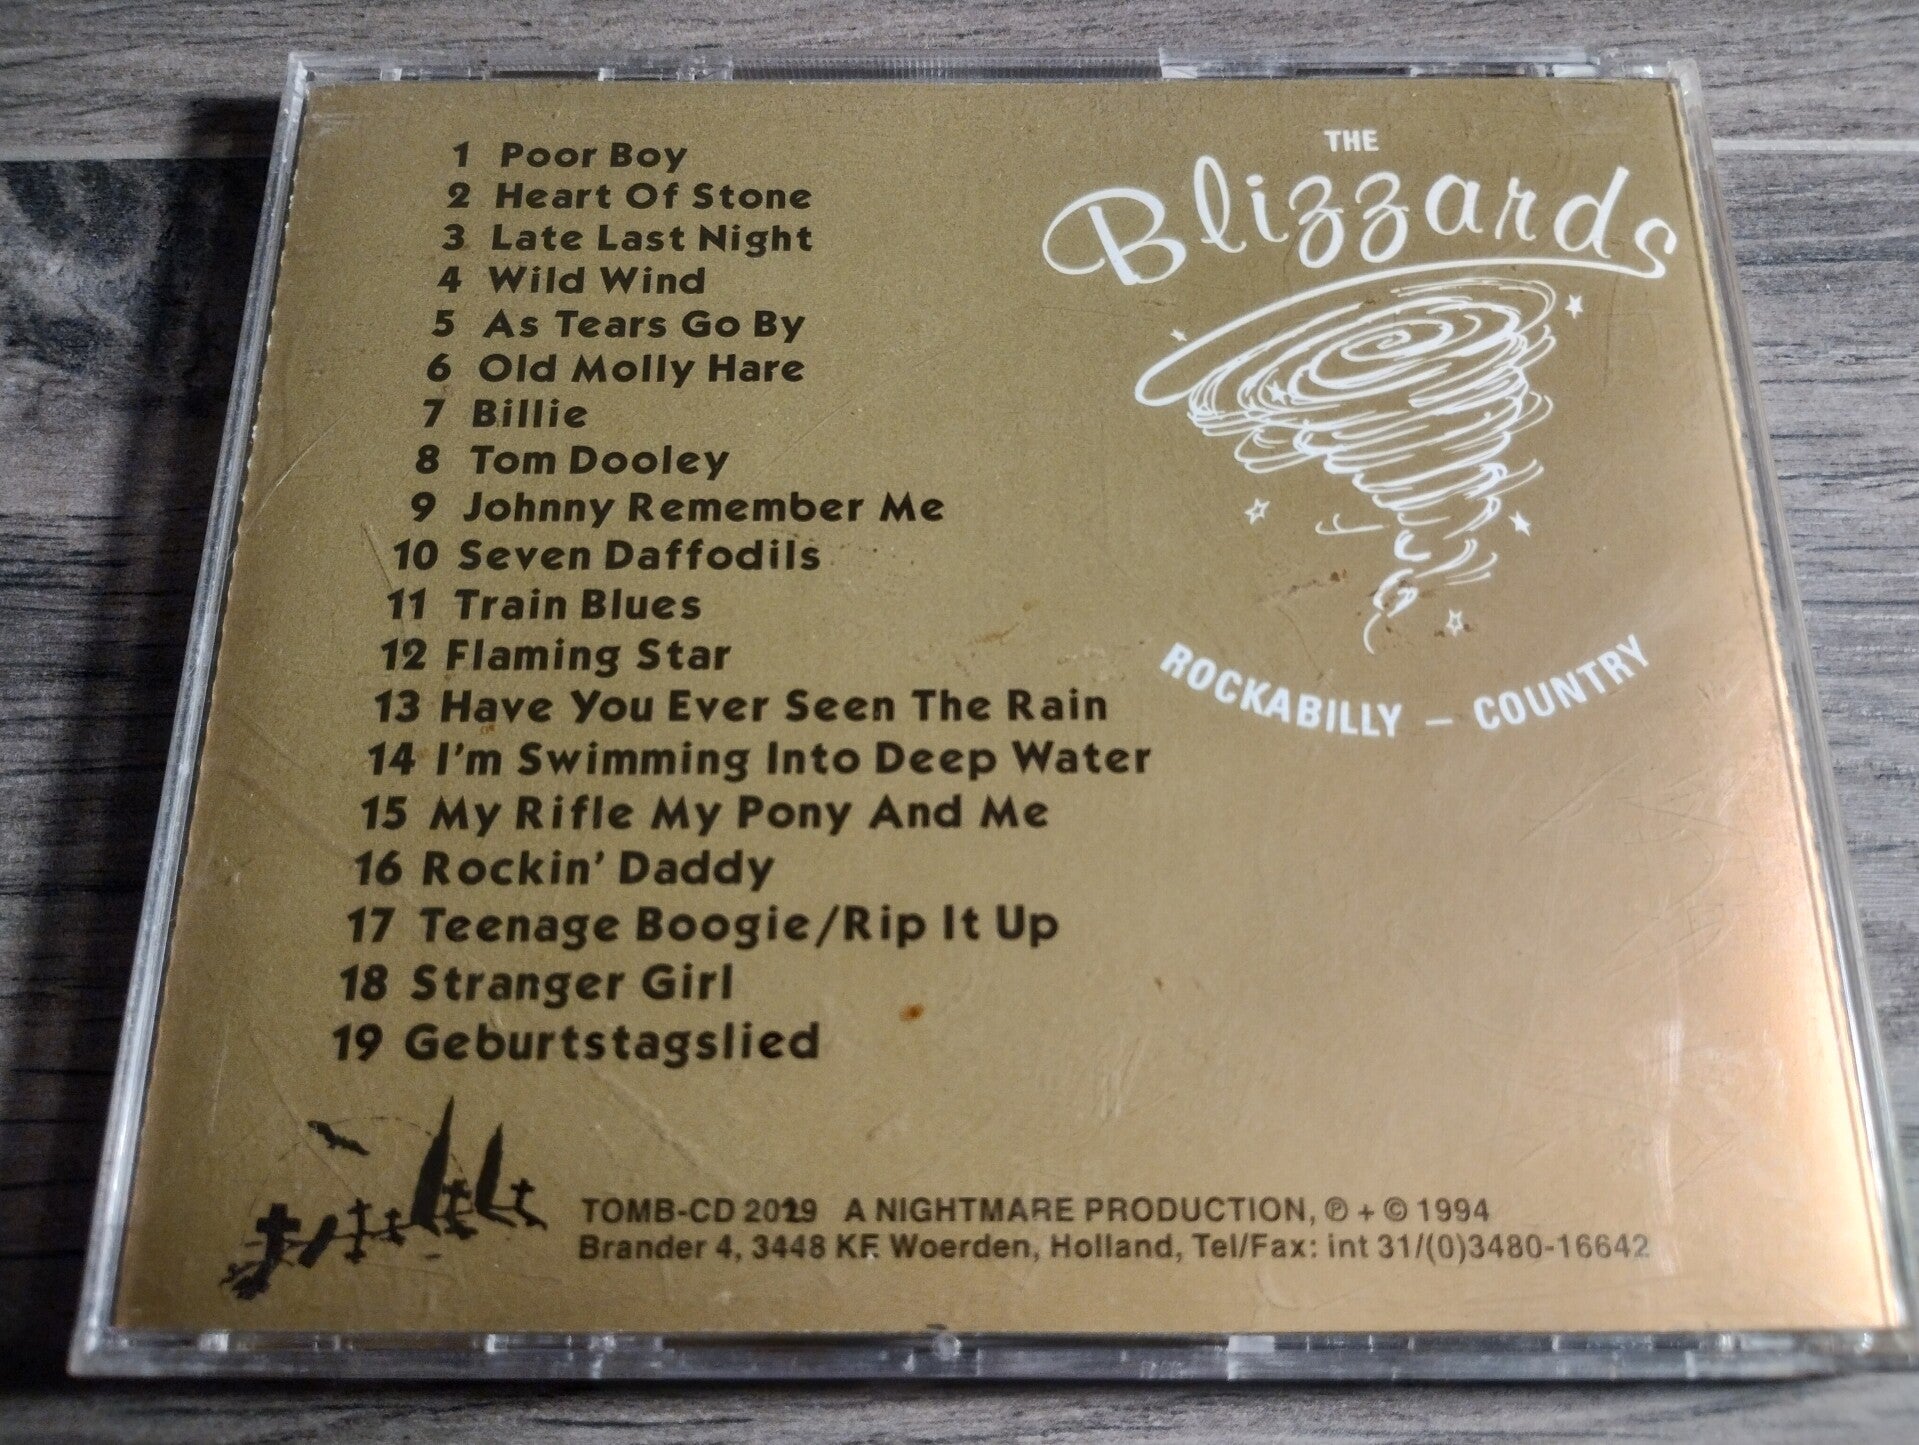 1 Poor Boy
2 Heart Of Stone
3 Late Last Night
4 Wild Wind
5 As Tears Go By
6 Old Molly Hare
7 Billie
8 Tom Dooley
9 Johnny Remember Me
10 Seven Daffodils
11 Train Blues
12 Flaming Star
13 Have You Ever Seen The Rain
14 I'm Swimming Into Deep Water
15 My Rifle My Pony And Me
16 Rockin' Daddy
17 Teenage Boogie/Rip It Up
18 Stranger Girl
19 Geburtstagslied
THE
Blizzards
ROCKABILLY – COUNTRY
TOMB-CD 2019 A NIGHTMARE PRODUCTION, ℗ + © 1994
Brander 4, 3448 KF Woerden, Holland, Tel/Fax: int 31/(0)3480-16642